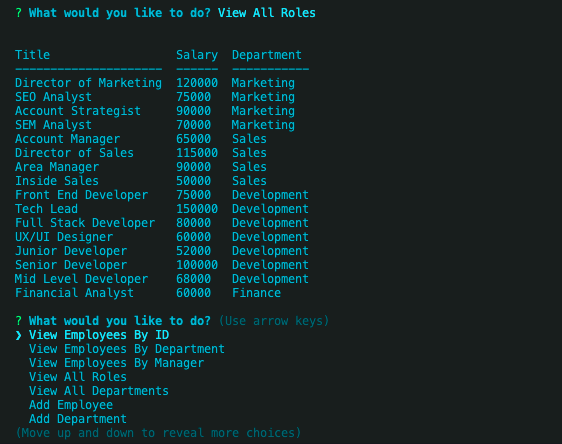 ? What would you like to do? View All Roles
Title                 Salary  Department
--------------------- ------  -----------
Director of Marketing 120000  Marketing
SEO Analyst           75000   Marketing
Account Strategist    90000   Marketing
SEM Analyst           70000   Marketing
Account Manager       65000   Sales
Director of Sales     115000  Sales
Area Manager          90000   Sales
Inside Sales          50000   Sales
Front End Developer   75000   Development
Tech Lead             150000  Development
Full Stack Developer  80000   Development
UX/UI Designer        60000   Development
Junior Developer      52000   Development
Senior Developer      100000  Development
Mid Level Developer   68000   Development
Financial Analyst     60000   Finance
? What would you like to do? (Use arrow keys)
❯ View Employees By ID
View Employees By Department
View Employees By Manager
View All Roles
View All Departments
Add Employee
Add Department
(Move up and down to reveal more choices)